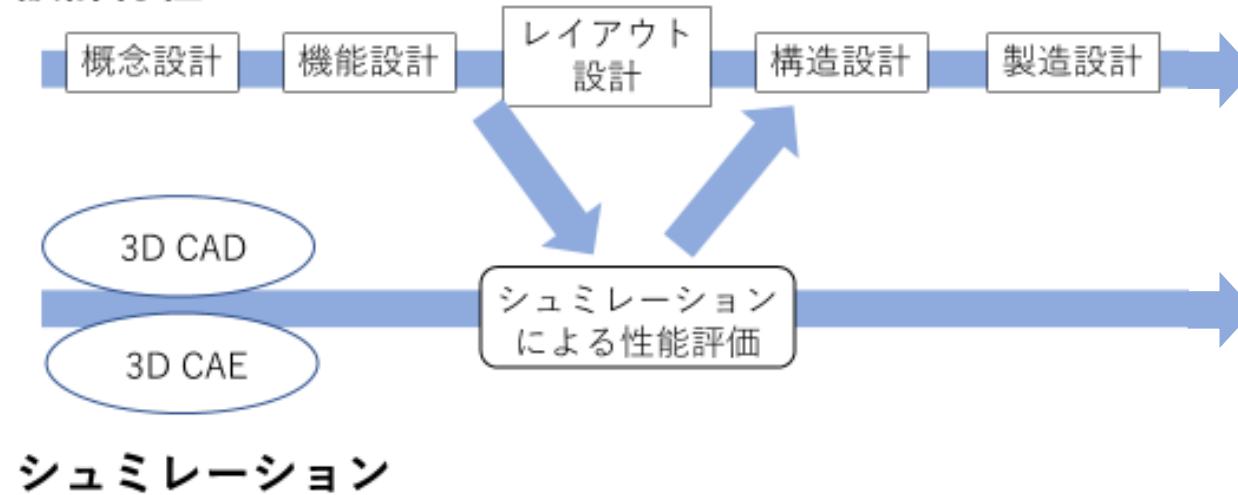 概念設計
機能設計
レイアウト
設計
構造設計
製造設計
3D CAD
シュミレーション
による性能評価
3D CAE
シュミレーション